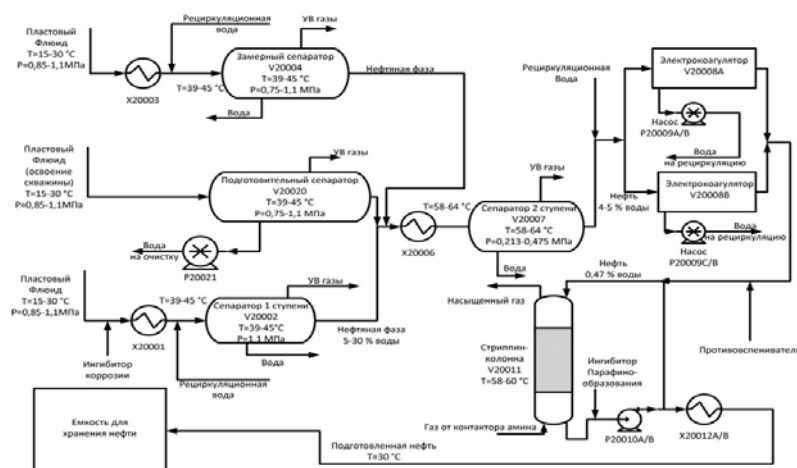 Пластовый
Флюид
T=15-30 °C
P=0,85-1,1МПа
X20003
Рециркуляционная
вода
T=39-45 °C
УВ газы
Замерный сепаратор
V20004
T=39-45 °C
P=0,75-1,1 МПа
Вода
Нефтяная фаза
Пластовый
Флюид
(освоение
скважины)
T=15-30 °C
P=0,85-1,1МПа
УВ газы
Подготовительный сепаратор
V20020
T=39-45 °C
P=0,75-1,1 МПа
Вода
на очистку
P20021
Пластовый
Флюид
T=15-30 °C
P=0,85-1,1МПа
Ингибитор
коррозии
X20001
T=39-45 °C
Рециркуляционная
вода
УВ газы
Сепаратор 1 ступени
V20002
T=39-45°C
P=1,1 МПа
Вода
Нефтяная фаза
5-30 % воды
X20006
T=58-64 °C
УВ газы
Сепаратор 2 ступени
V20007
T=58-64 °C
P=0,213-0,475 МПа
Вода
Рециркуляционная
Вода
Электрокоагулятор
V20008A
Насос
P20009A/B
Вода
на рециркуляцию
Нефть
4-5 % воды
Электрокоагулятор
V20008B
Вода
на рециркуляцию
Насос
P20009C/B
Нефть
0,47 % воды
Насыщенный газ
Стриппин-
колонна
V20011
T=58-60 °C
Газ от контактора амина
Ингибитор
Парафино-
образования
P20010A/B
X20012A/B
Противовспениватель
Подготовленная нефть
T=30 °C
Емкость для
хранения нефти